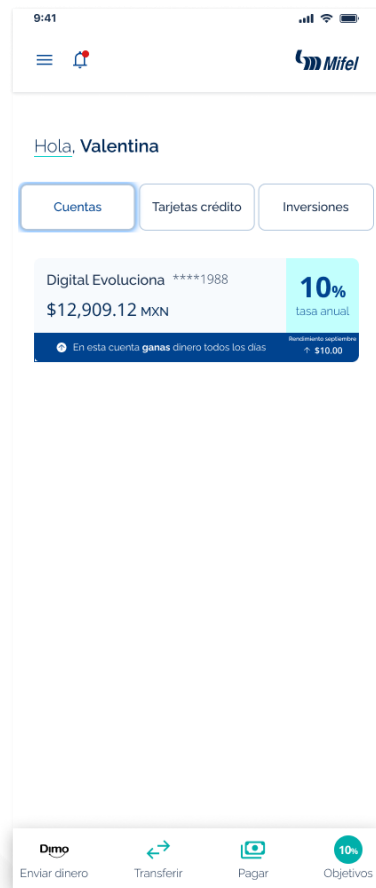 9:41
Mifel
Hola, Valentina
Cuentas
Tarjetas crédito
Inversiones
Digital Evoluciona ****1988
$12,909.12 MXN
10%
tasa anual
En esta cuenta ganas dinero todos los días
Rendimiento septiembre
↑ $10.00
Dimo
Enviar dinero
Transferir
Pagar
10%
Objetivos